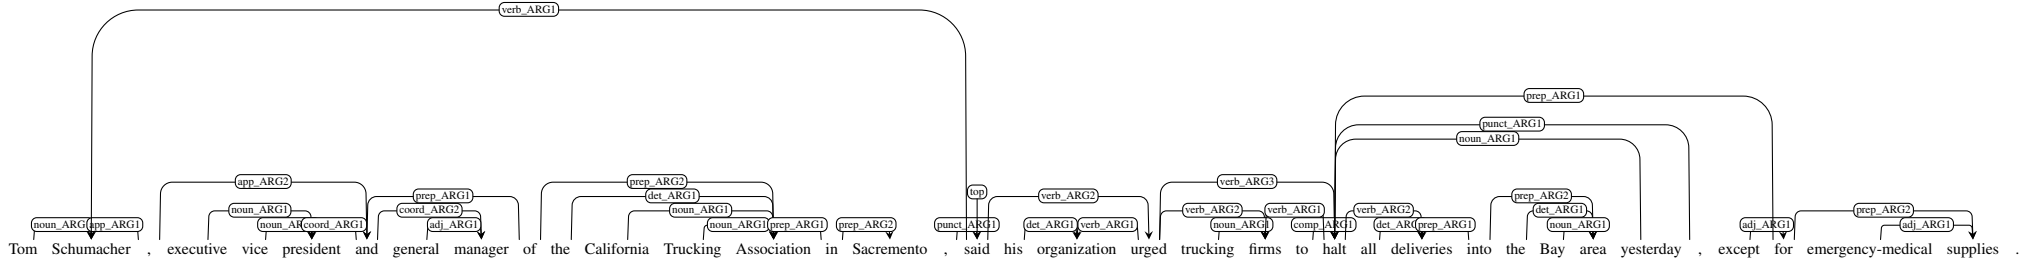 verb_ARG1
prep_ARG1
punct_ARG1
noun_ARG1
app_ARG2 prep_ARG2 verb_ARG3
prep_ARG1 det_ARG1 top verb_ARG2 prep_ARG2
noun_ARG1 coord_ARG2 noun_ARG1 verb_ARG2 verb_ARG1 verb_ARG2 det_ARG1 prep_ARG2
app_ARG1 coord_ARG1 adj_ARG1 noun_ARG1 prep_ARG1 prep_ARG2 punct_ARG1 det_ARG1 verb_ARG1 noun_ARG1 comp_ARG1 prep_ARG1 noun_ARG1 adj_ARG1 adj_ARG1
Tom Schumacher , executive vice president and general manager of the California Trucking Association in Sacremento , said his organization urged trucking firms to halt all deliveries into the Bay area yesterday , except for emergency-medical supplies .